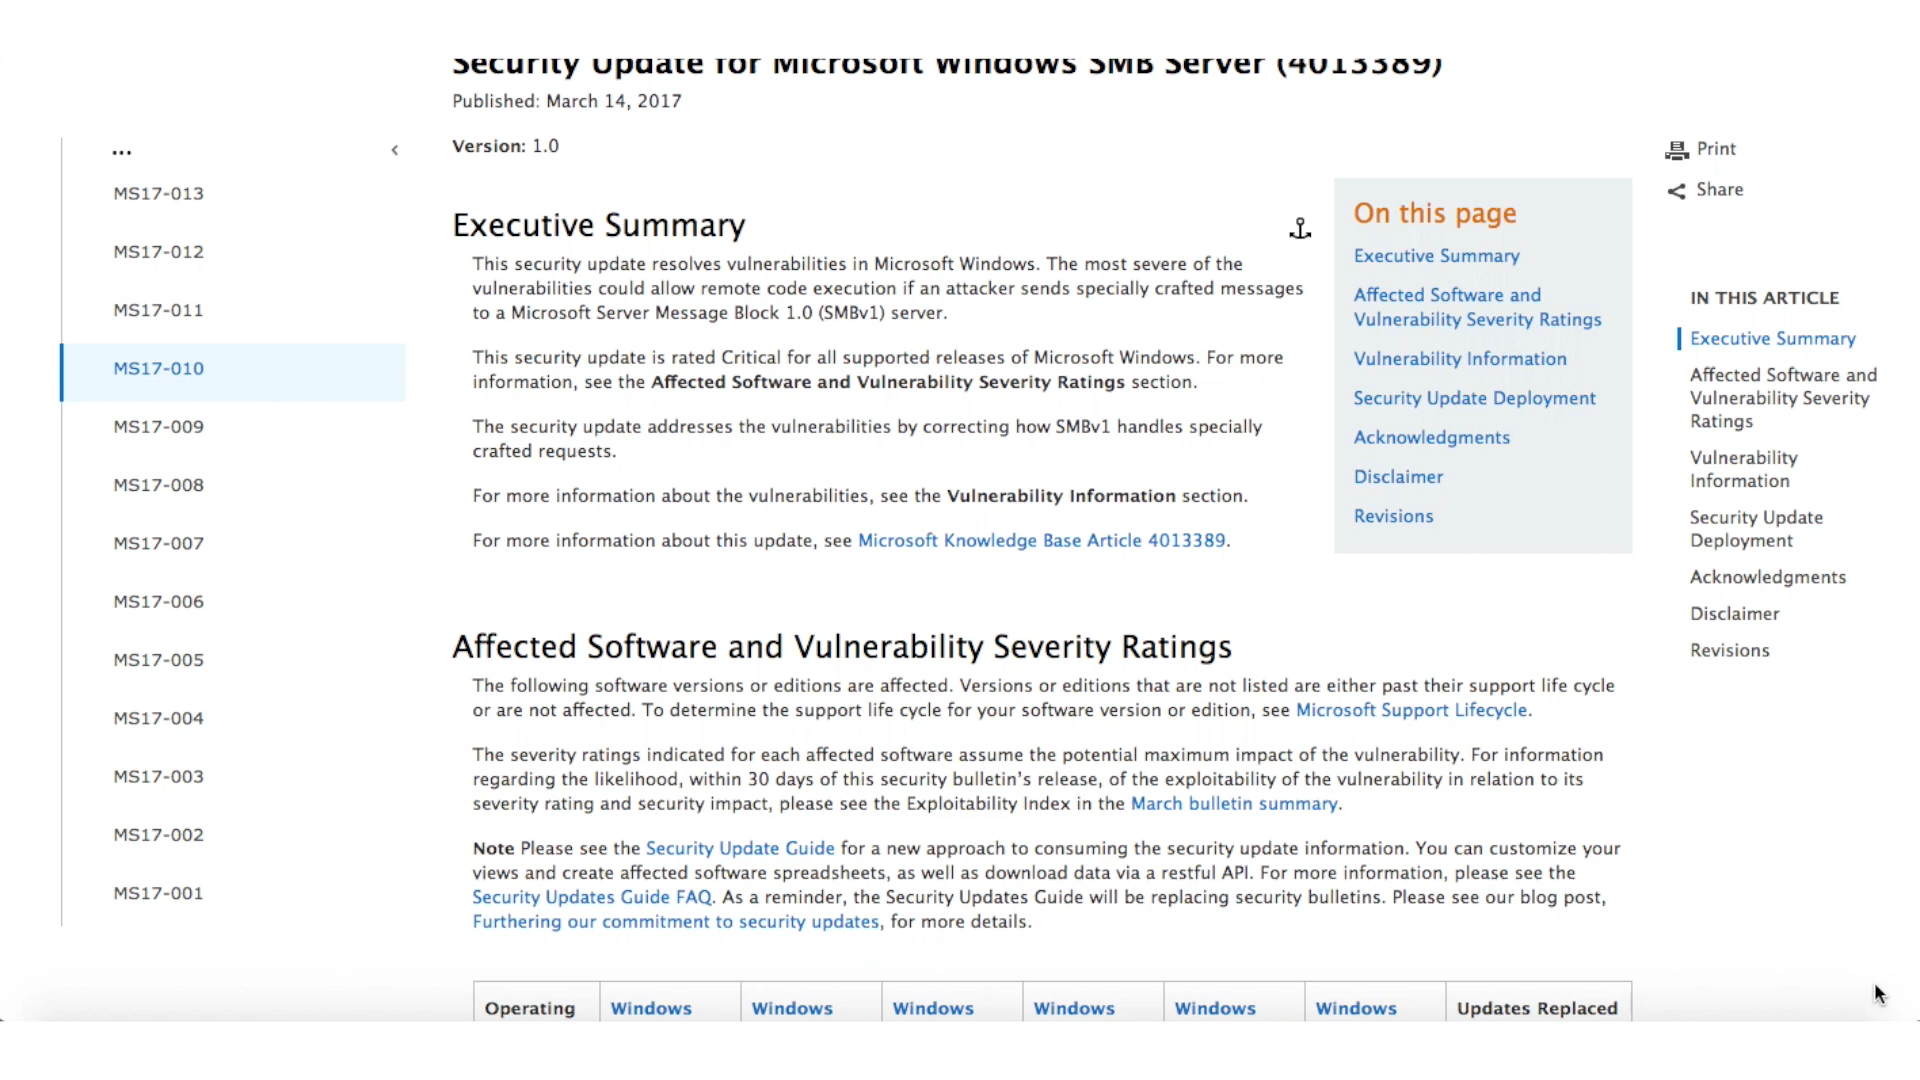 Security Update for Microsoft Windows SMB Server (4013389)
Published: March 14, 2017
Version: 1.0
...
MS17-013
MS17-012
MS17-011
MS17-010
MS17-009
MS17-008
MS17-007
MS17-006
MS17-005
MS17-004
MS17-003
MS17-002
MS17-001
Executive Summary
This security update resolves vulnerabilities in Microsoft Windows. The most severe of the
vulnerabilities could allow remote code execution if an attacker sends specially crafted messages
to a Microsoft Server Message Block 1.0 (SMBv1) server.
This security update is rated Critical for all supported releases of Microsoft Windows. For more
information, see the Affected Software and Vulnerability Severity Ratings section.
The security update addresses the vulnerabilities by correcting how SMBv1 handles specially
crafted requests.
For more information about the vulnerabilities, see the Vulnerability Information section.
For more information about this update, see Microsoft Knowledge Base Article 4013389.
On this page
Executive Summary
Affected Software and
Vulnerability Severity Ratings
Vulnerability Information
Security Update Deployment
Acknowledgments
Disclaimer
Revisions
Print
Share
IN THIS ARTICLE
Executive Summary
Affected Software and
Vulnerability Severity
Ratings
Vulnerability
Information
Security Update
Deployment
Acknowledgments
Disclaimer
Revisions
Affected Software and Vulnerability Severity Ratings
The following software versions or editions are affected. Versions or editions that are not listed are either past their support life cycle
or are not affected. To determine the support life cycle for your software version or edition, see Microsoft Support Lifecycle.
The severity ratings indicated for each affected software assume the potential maximum impact of the vulnerability. For information
regarding the likelihood, within 30 days of this security bulletin's release, of the exploitability of the vulnerability in relation to its
severity rating and security impact, please see the Exploitability Index in the March bulletin summary.
Note Please see the Security Update Guide for a new approach to consuming the security update information. You can customize your
views and create affected software spreadsheets, as well as download data via a restful API. For more information, please see the
Security Updates Guide FAQ. As a reminder, the Security Updates Guide will be replacing security bulletins. Please see our blog post,
Furthering our commitment to security updates, for more details.
Operating Windows Windows Windows Windows Windows Windows Updates Replaced